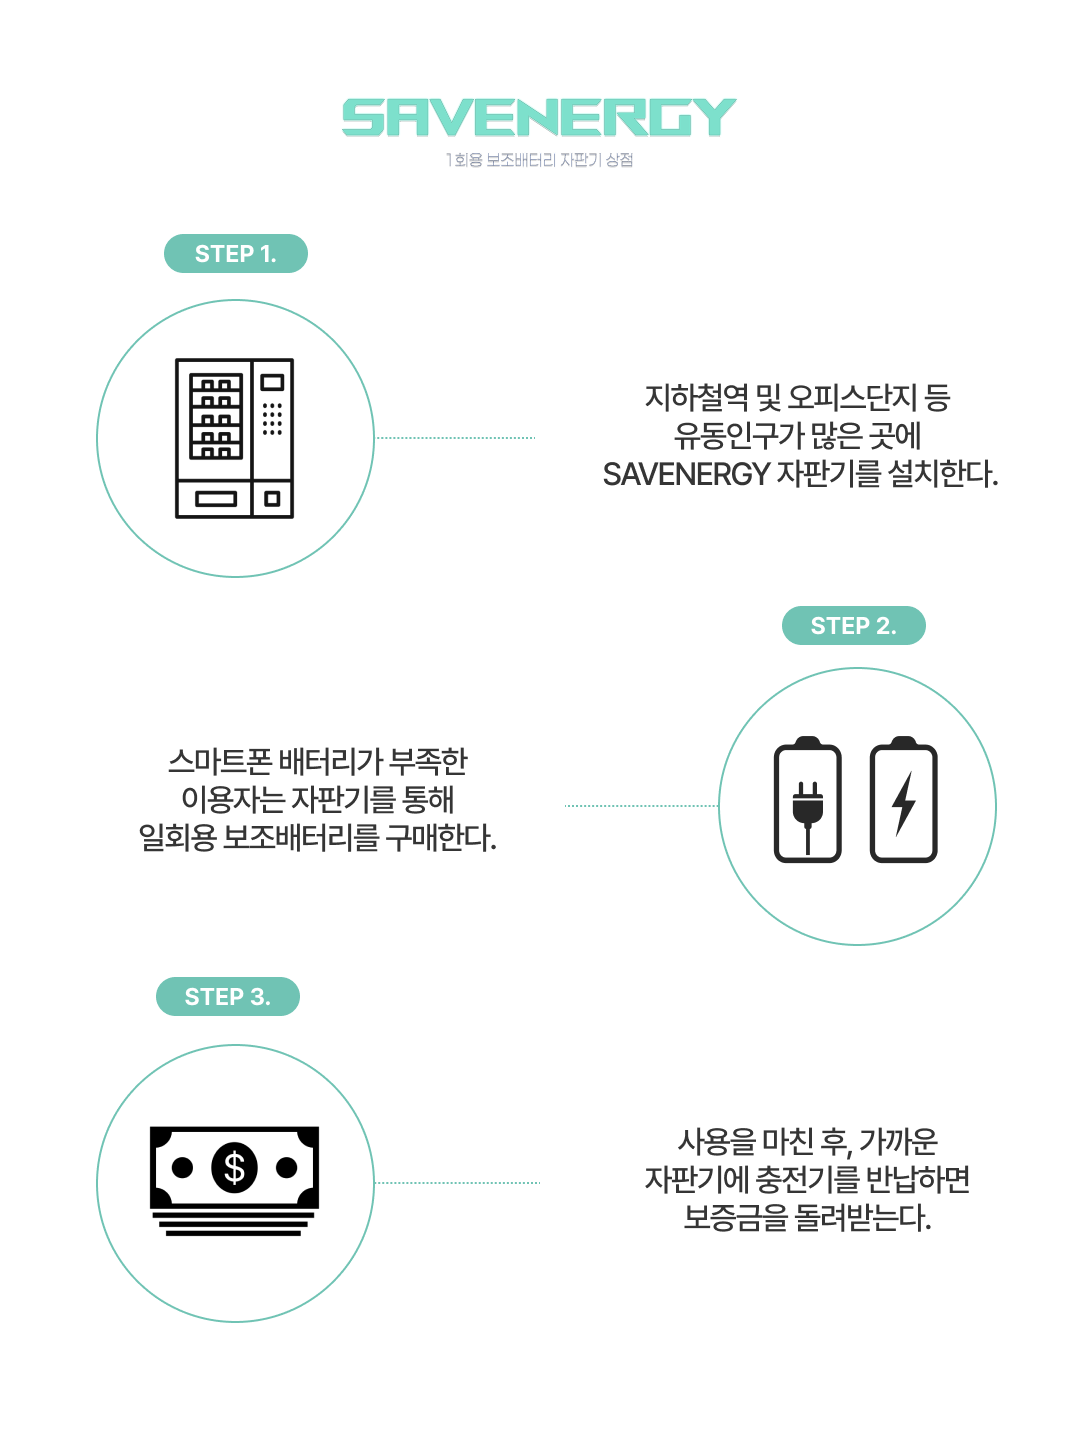 SAVENERGY
1회용 보조배터리 자판기 상점
STEP 1.
지하철역 및 오피스단지 등
유동인구가 많은 곳에
SAVENERGY 자판기를 설치한다.
STEP 2.
스마트폰 배터리가 부족한
이용자는 자판기를 통해
일회용 보조배터리를 구매한다.
STEP 3.
$
사용을 마친 후, 가까운
자판기에 충전기를 반납하면
보증금을 돌려받는다.